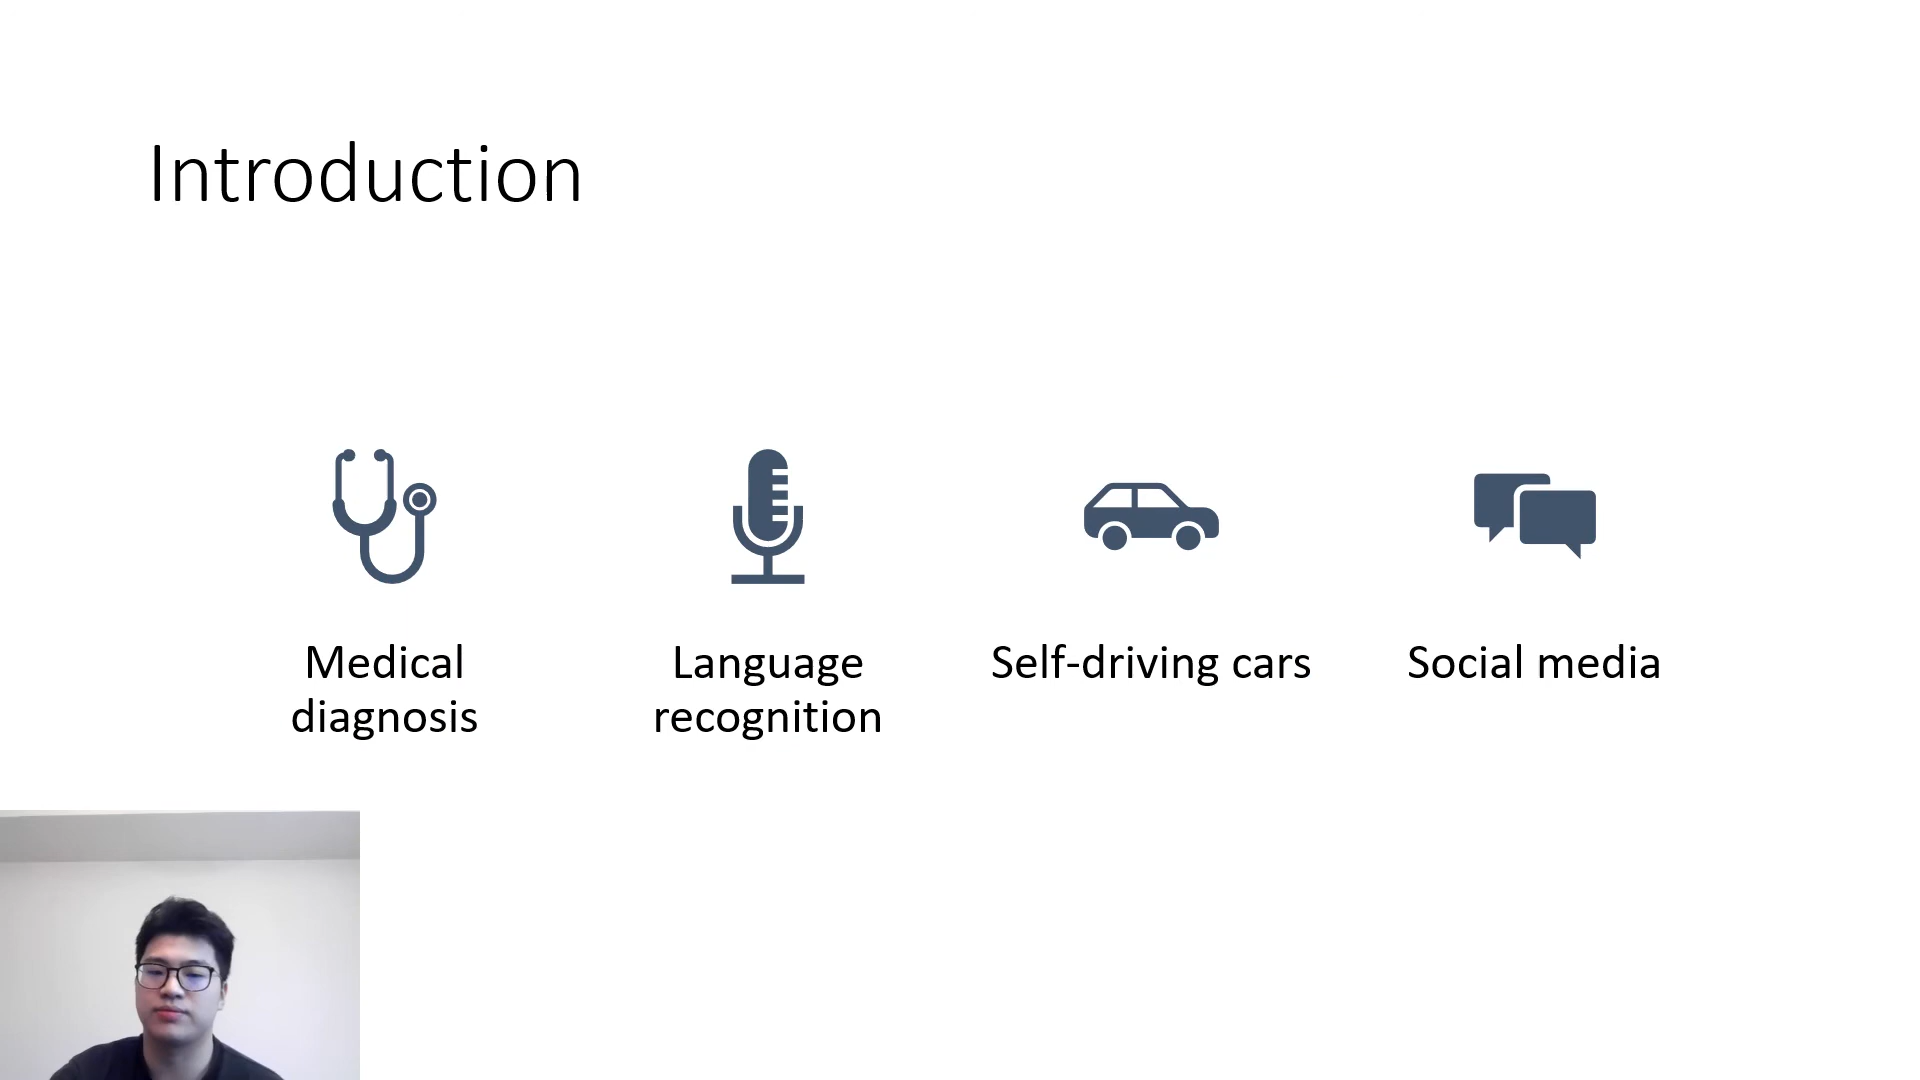 Introduction
Medical
diagnosis
Language
recognition
Self-driving cars
Social media